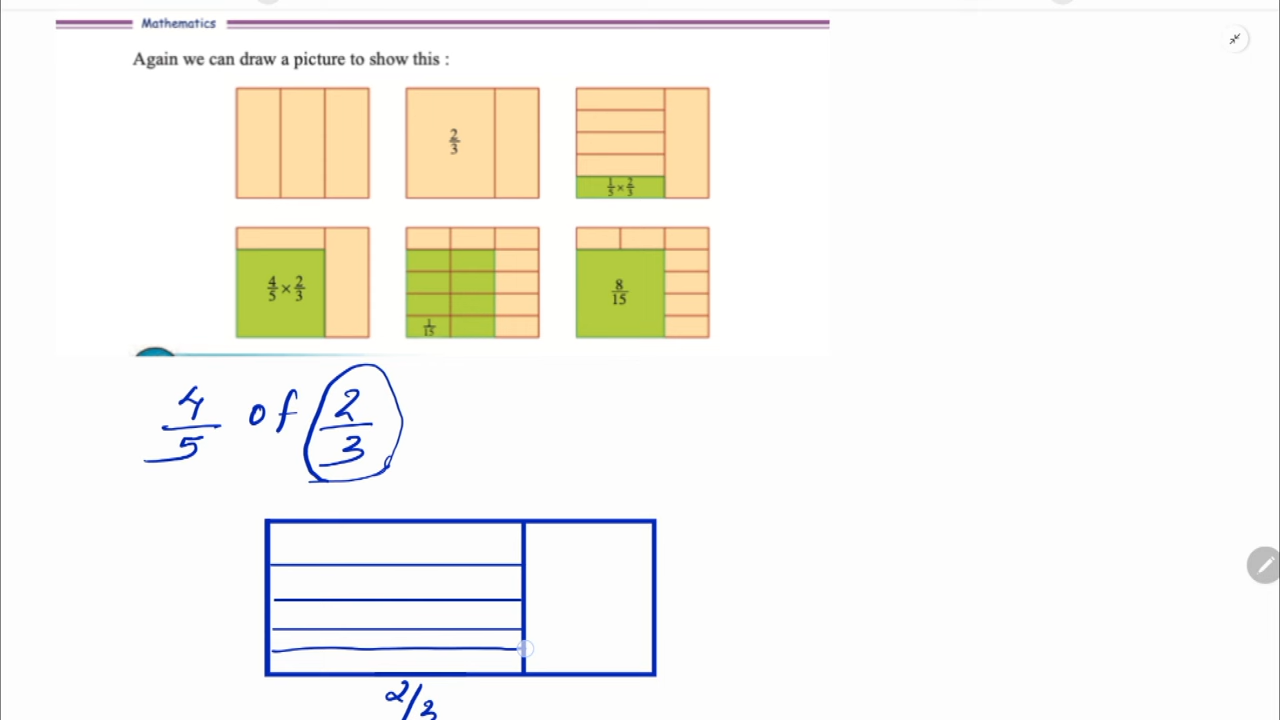 Mathematics
Again we can draw a picture to show this :
2/3
1/5 × 2/3
4/5 × 2/3
1/15
8/15
4/5 of 2/3
2/3